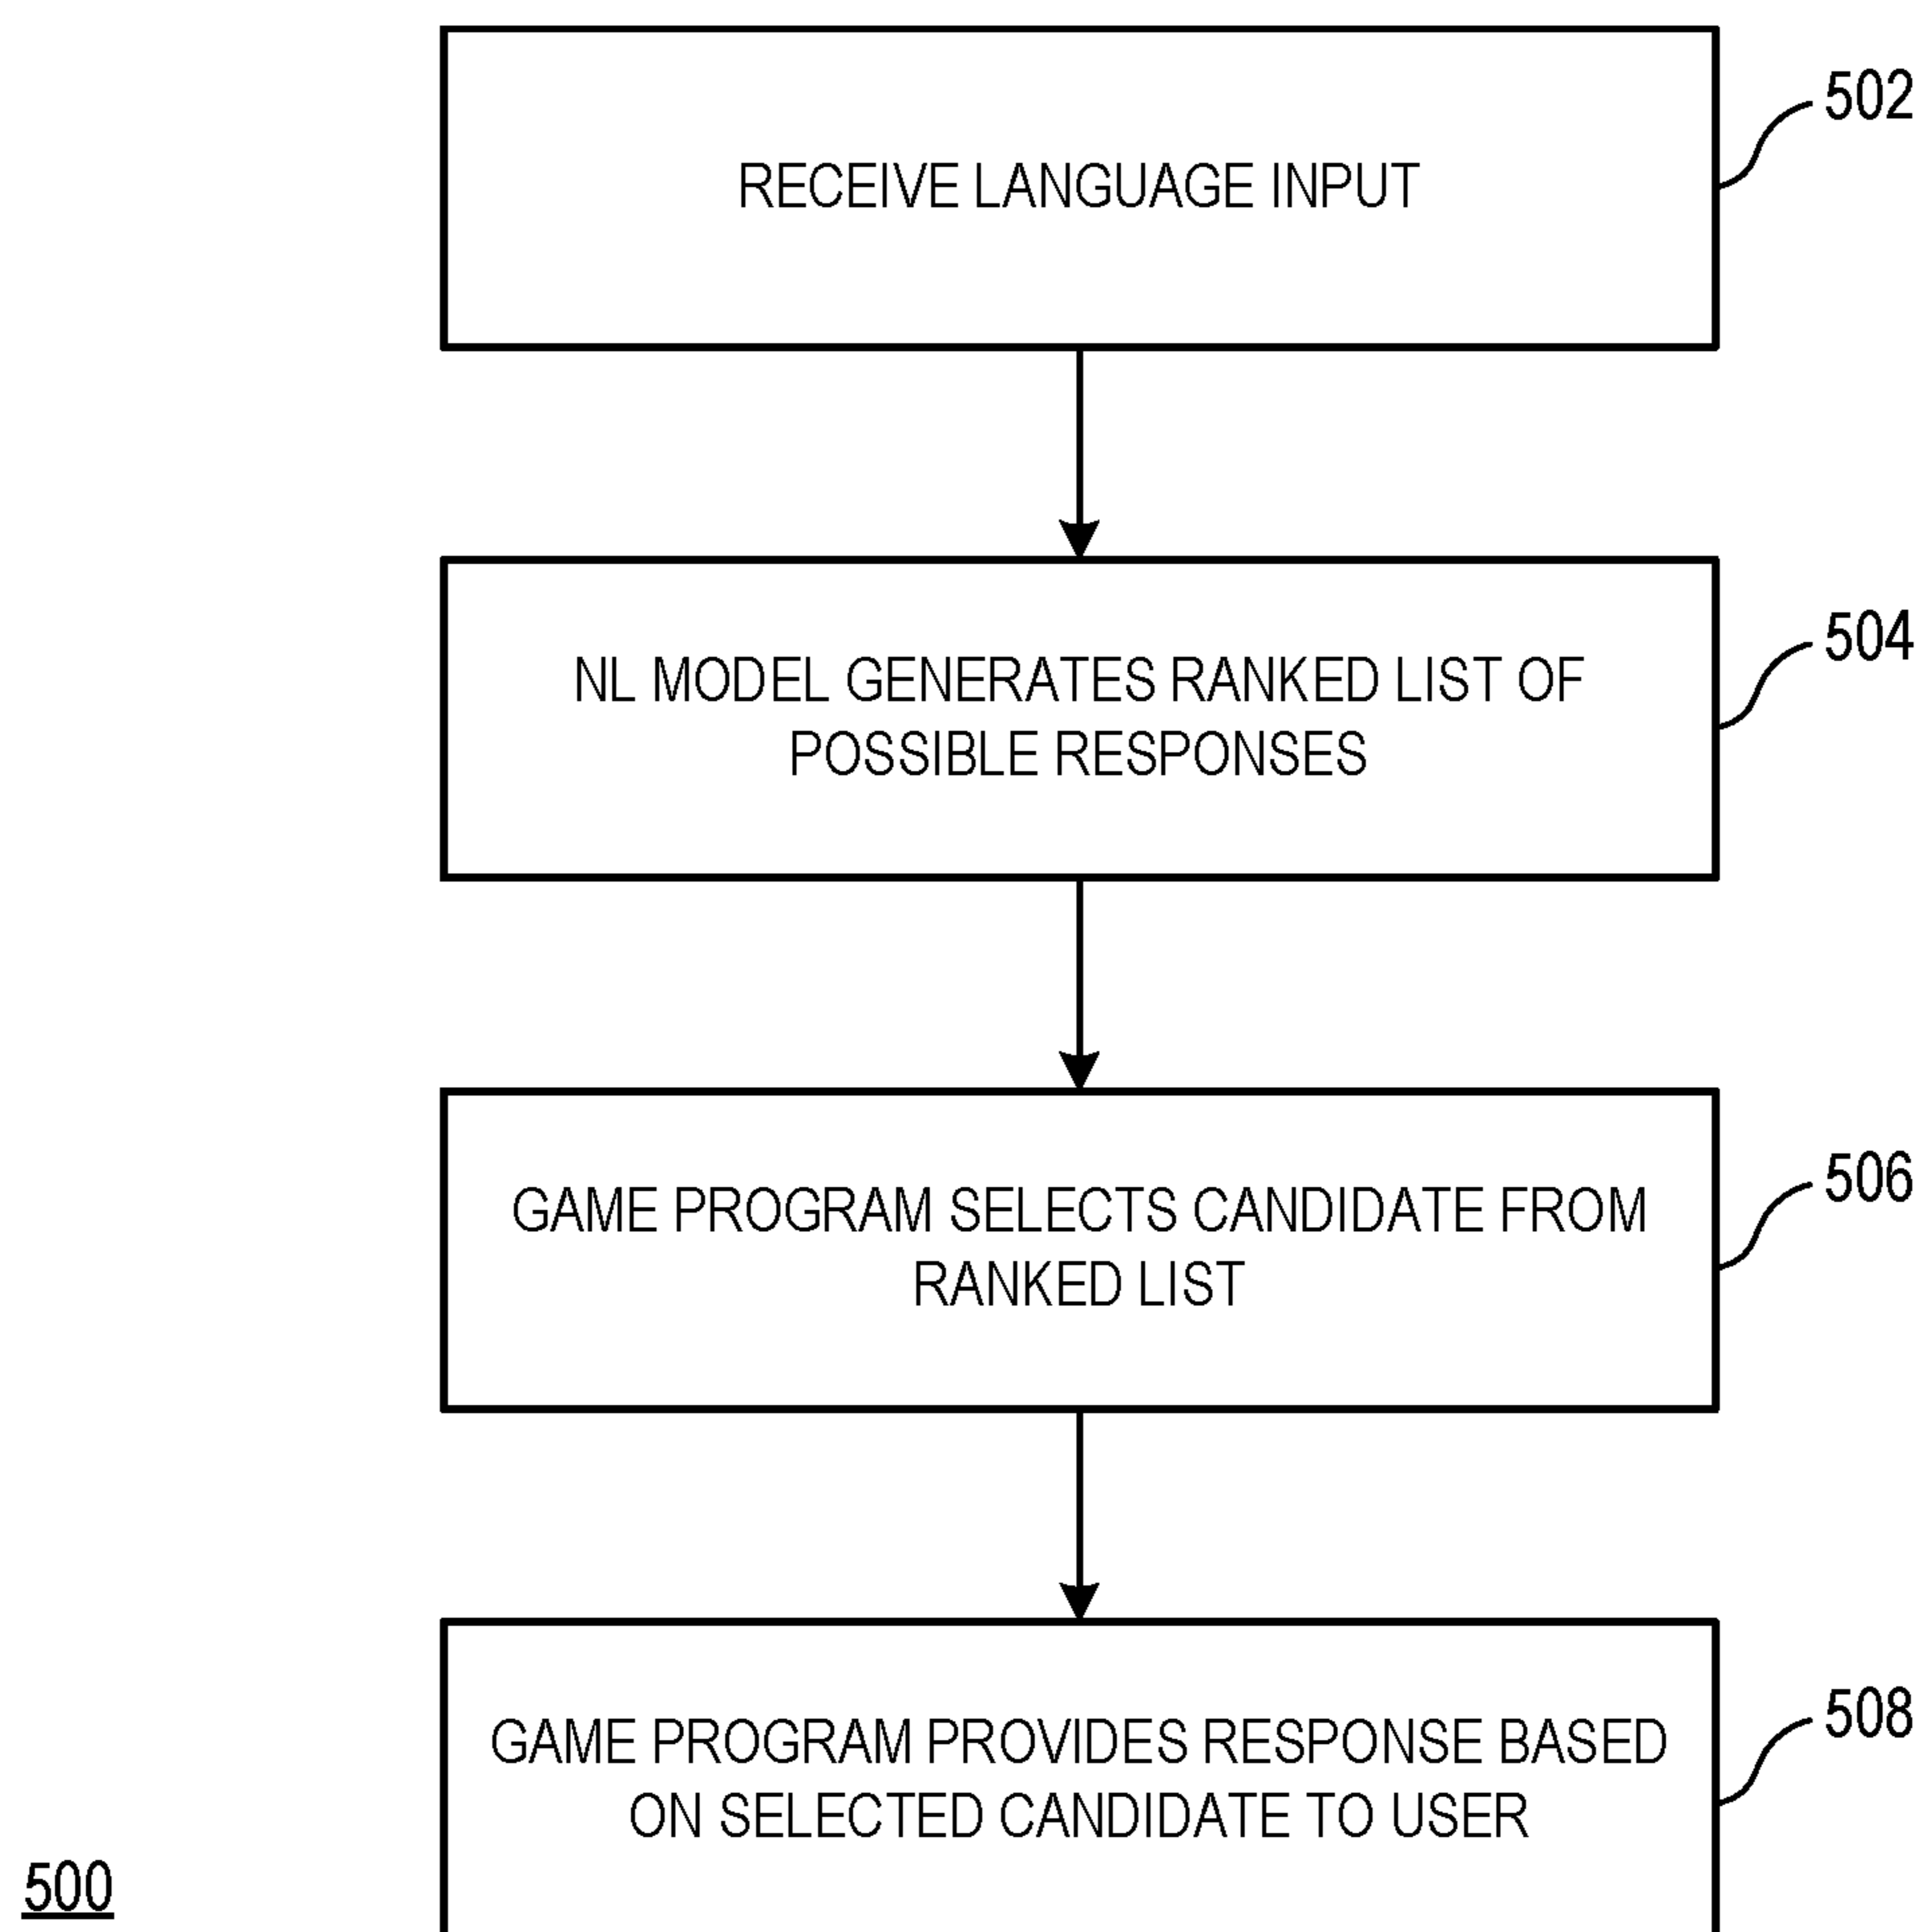 RECEIVE LANGUAGE INPUT
502
NL MODEL GENERATES RANKED LIST OF
POSSIBLE RESPONSES
504
GAME PROGRAM SELECTS CANDIDATE FROM
RANKED LIST
506
GAME PROGRAM PROVIDES RESPONSE BASED
ON SELECTED CANDIDATE TO USER
508
500